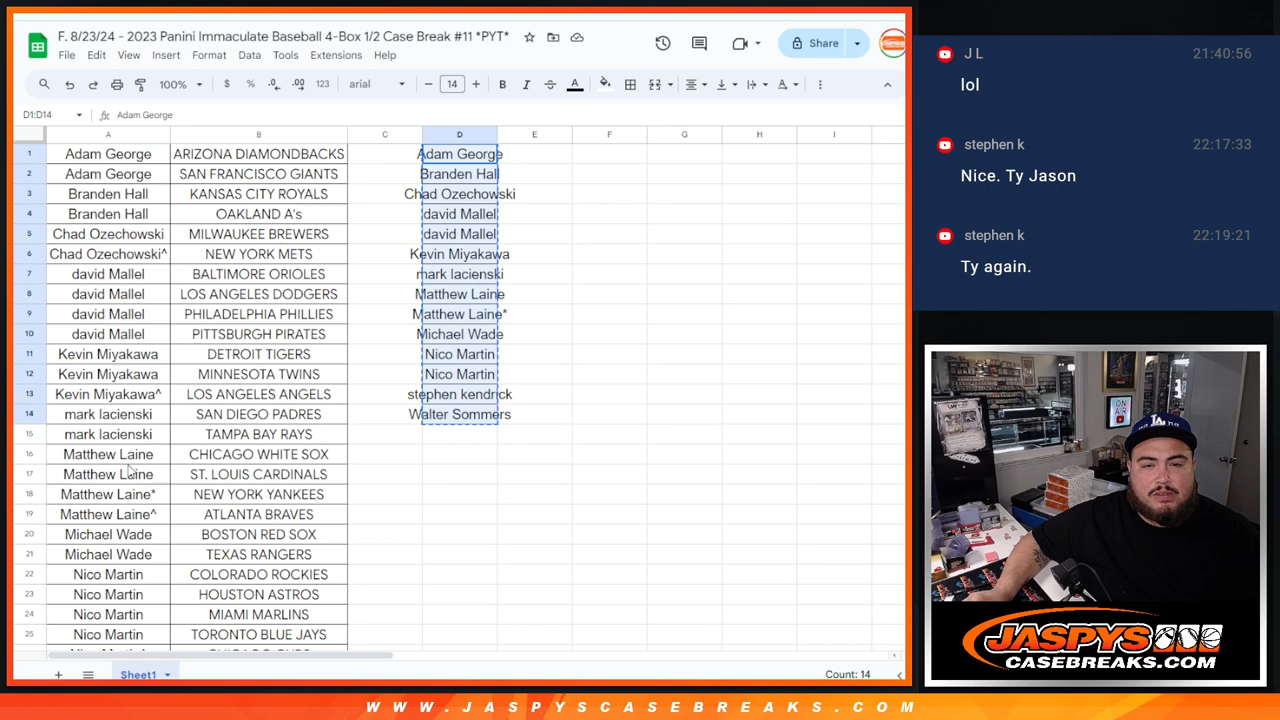 F. 8/23/24 - 2023 Panini Immaculate Baseball 4-Box 1/2 Case Break #11 *PYT*
File Edit View Insert Format Data Tools Extensions Help
Share
100% $ % .0 .00 123 arial 14 B I A
D1:D14 fx Adam George
A B C D E F G H I
1 Adam George ARIZONA DIAMONDBACKS Adam George
2 Adam George SAN FRANCISCO GIANTS Branden Hall
3 Branden Hall KANSAS CITY ROYALS Chad Ozechowski
4 Branden Hall OAKLAND A's david Mallel
5 Chad Ozechowski MILWAUKEE BREWERS david Mallel
6 Chad Ozechowski^ NEW YORK METS Kevin Miyakawa
7 david Mallel BALTIMORE ORIOLES mark lacienski
8 david Mallel LOS ANGELES DODGERS Matthew Laine
9 david Mallel PHILADELPHIA PHILLIES Matthew Laine*
10 david Mallel PITTSBURGH PIRATES Michael Wade
11 Kevin Miyakawa DETROIT TIGERS Nico Martin
12 Kevin Miyakawa MINNESOTA TWINS Nico Martin
13 Kevin Miyakawa^ LOS ANGELES ANGELS stephen kendrick
14 mark lacienski SAN DIEGO PADRES Walter Sommers
15 mark lacienski TAMPA BAY RAYS
16 Matthew Laine CHICAGO WHITE SOX
17 Matthew Laine ST. LOUIS CARDINALS
18 Matthew Laine* NEW YORK YANKEES
19 Matthew Laine^ ATLANTA BRAVES
20 Michael Wade BOSTON RED SOX
21 Michael Wade TEXAS RANGERS
22 Nico Martin COLORADO ROCKIES
23 Nico Martin HOUSTON ASTROS
24 Nico Martin MIAMI MARLINS
25 Nico Martin TORONTO BLUE JAYS
Sheet1
Count: 14
J L 21:40:56
lol
stephen k 22:17:33
Nice. Ty Jason
stephen k 22:19:21
Ty again.
ON AIR
LA
JASPYS
CASEBREAKS.COM
WWW.JASPYSCASEBREAKS.COM